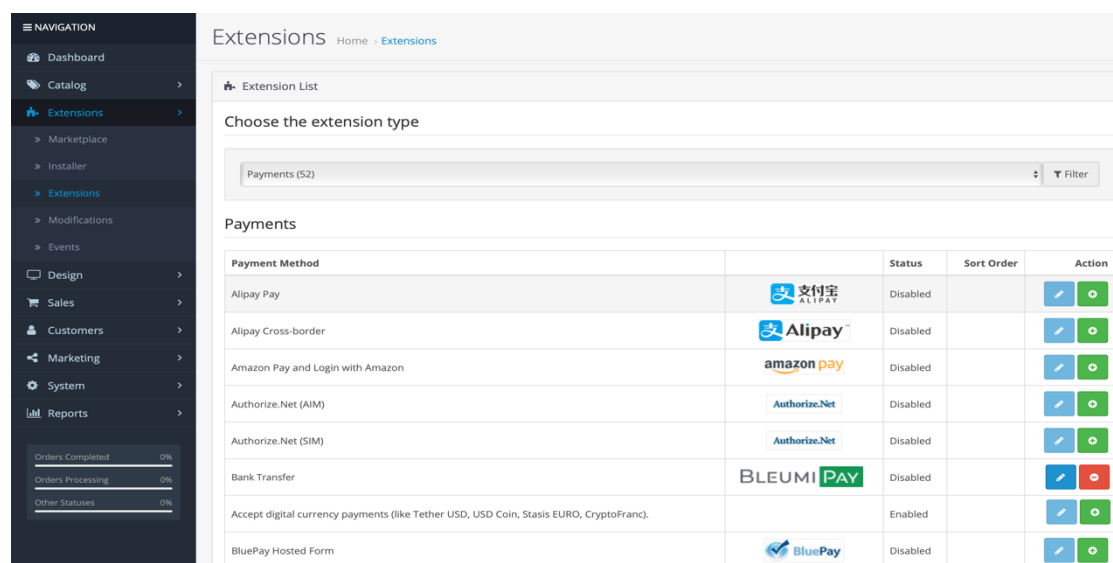 NAVIGATION
Dashboard
Catalog
Extensions
Marketplace
Installer
Extensions
Modifications
Events
Design
Sales
Customers
Marketing
System
Reports
Orders Completed 0%
Orders Processing 0%
Other Statuses 0%
Extensions Home › Extensions
Extension List
Choose the extension type
Payments (52) Filter
Payments
Payment Method Status Sort Order Action
Alipay Pay 支 支付宝 ALIPAY Disabled
Alipay Cross-border 支 Alipay Disabled
Amazon Pay and Login with Amazon amazon pay Disabled
Authorize.Net (AIM) Authorize.Net Disabled
Authorize.Net (SIM) Authorize.Net Disabled
Bank Transfer BLEUMI PAY Disabled
Accept digital currency payments (like Tether USD, USD Coin, Stasis EURO, CryptoFranc). Enabled
BluePay Hosted Form BluePay Disabled